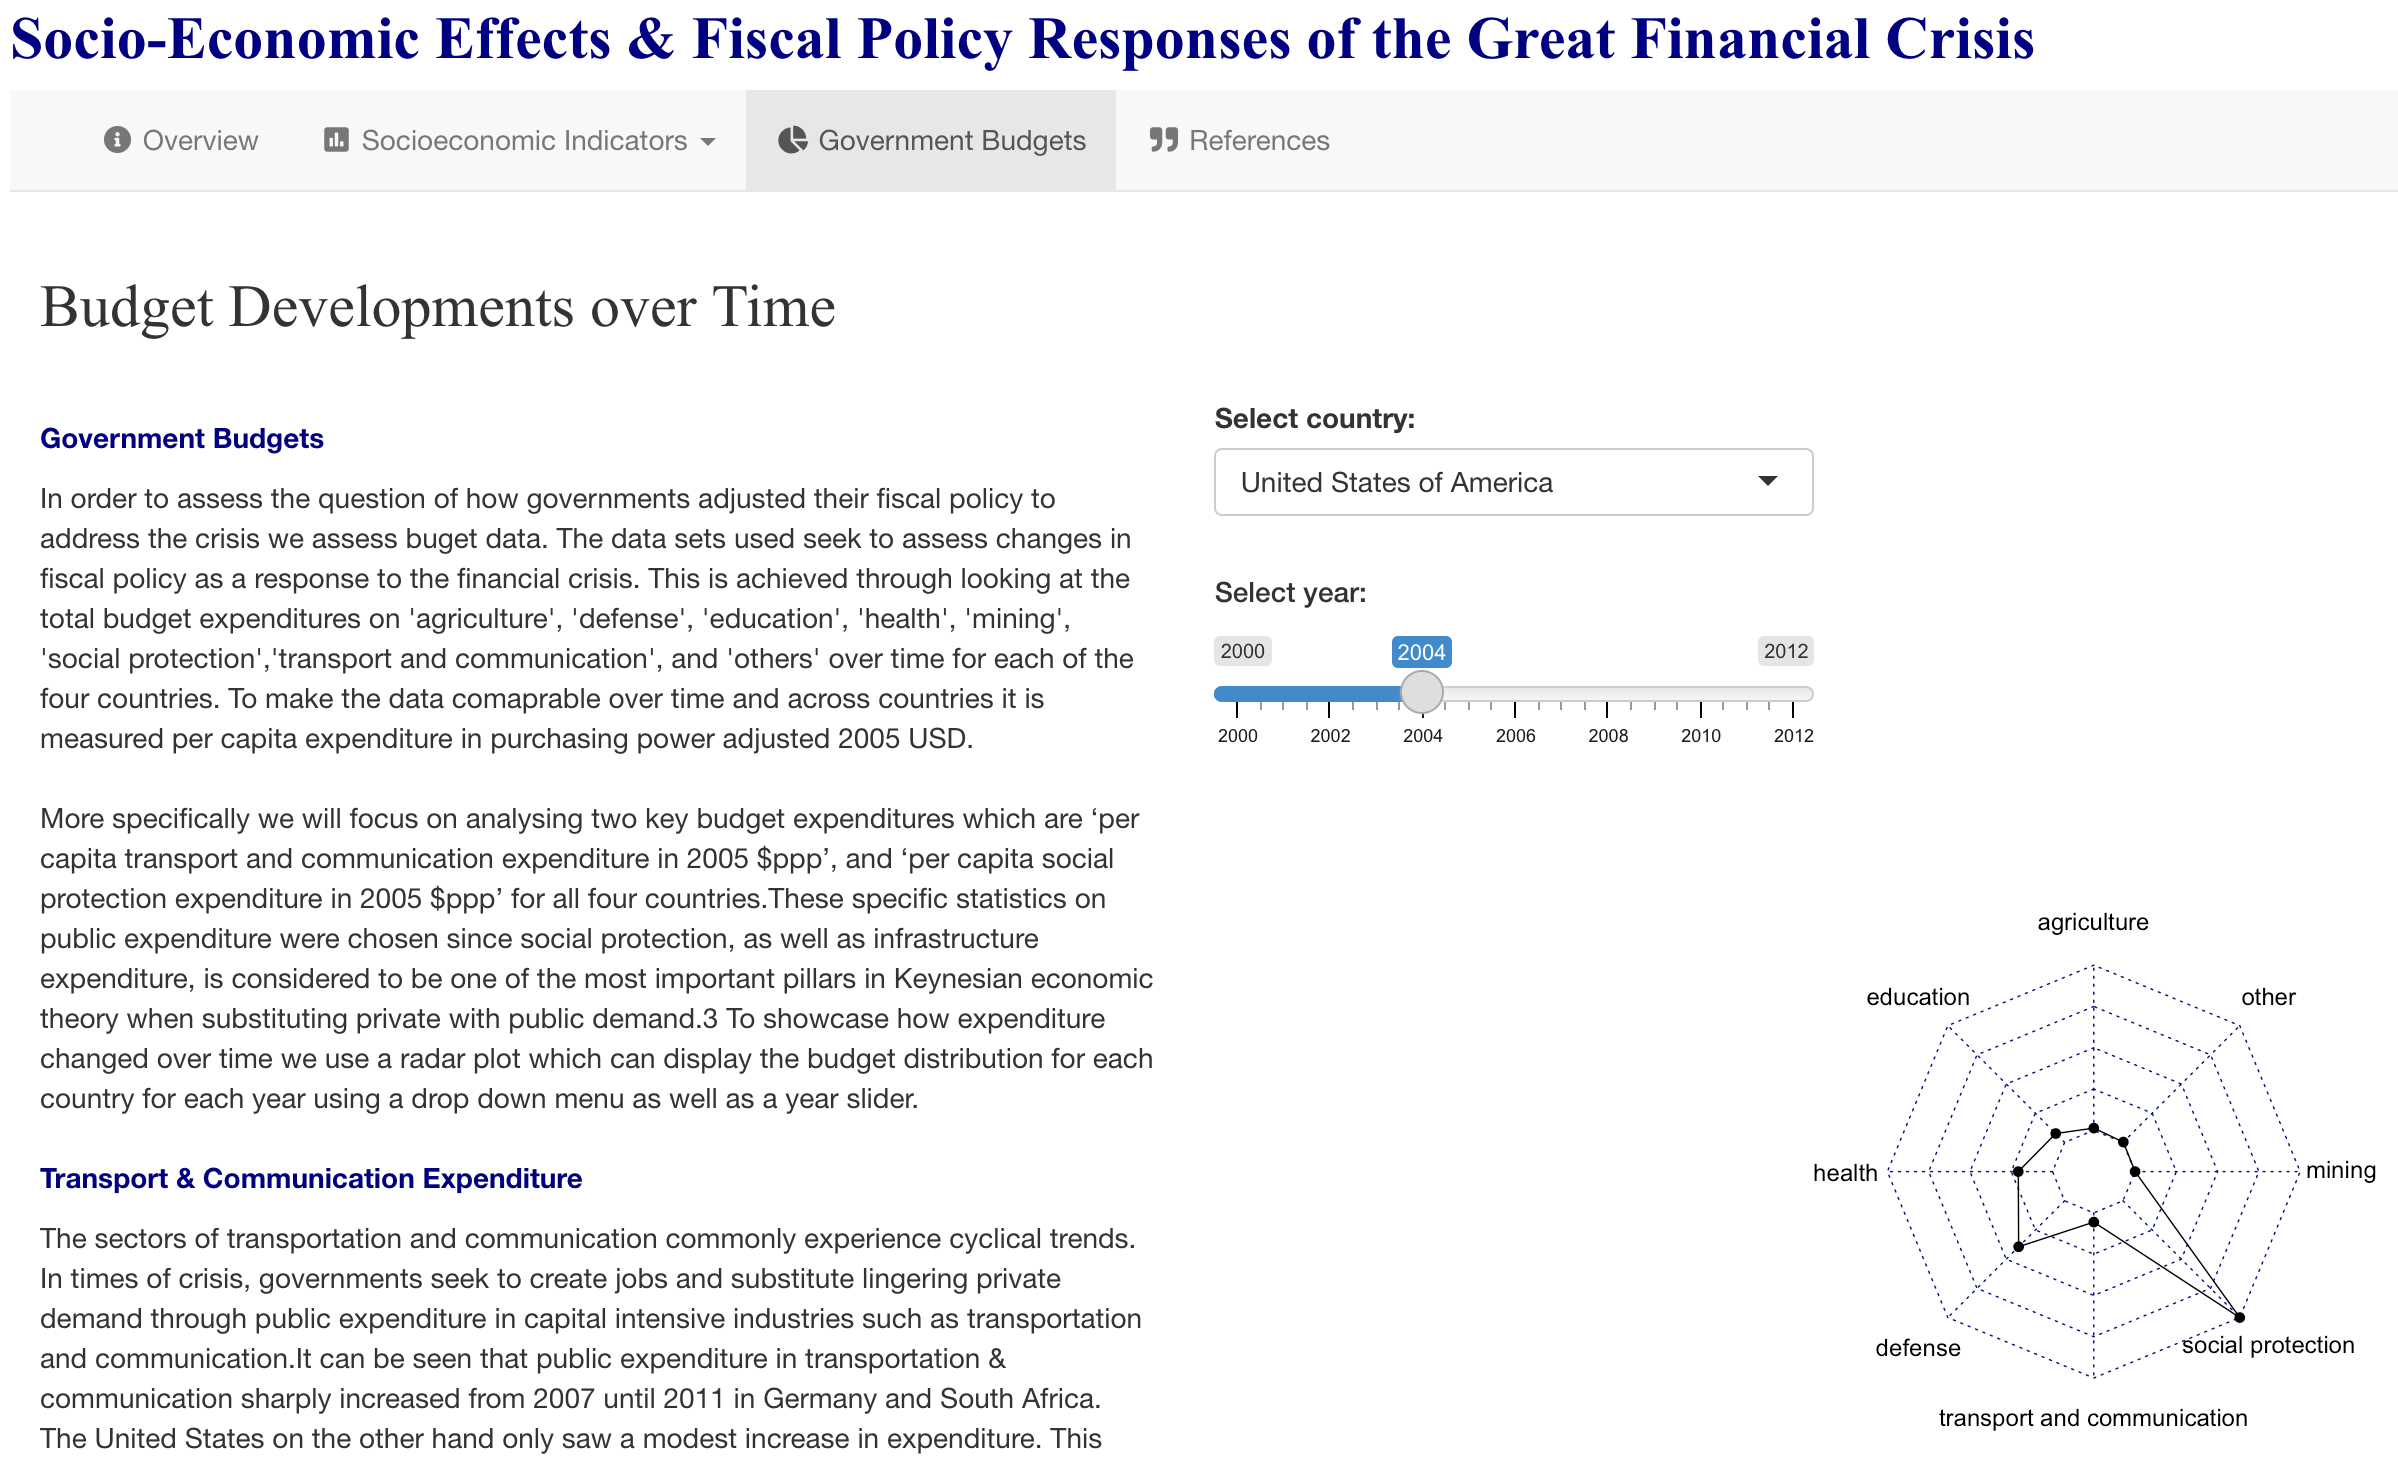 Socio-Economic Effects & Fiscal Policy Responses of the Great Financial Crisis
Overview
Socioeconomic Indicators
Government Budgets
References
Budget Developments over Time
Government Budgets
In order to assess the question of how governments adjusted their fiscal policy to
address the crisis we assess buget data. The data sets used seek to assess changes in
fiscal policy as a response to the financial crisis. This is achieved through looking at the
total budget expenditures on 'agriculture', 'defense', 'education', 'health', 'mining',
'social protection','transport and communication', and 'others' over time for each of the
four countries. To make the data comaprable over time and across countries it is
measured per capita expenditure in purchasing power adjusted 2005 USD.
More specifically we will focus on analysing two key budget expenditures which are ‘per
capita transport and communication expenditure in 2005 $ppp’, and ‘per capita social
protection expenditure in 2005 $ppp’ for all four countries.These specific statistics on
public expenditure were chosen since social protection, as well as infrastructure
expenditure, is considered to be one of the most important pillars in Keynesian economic
theory when substituting private with public demand.3 To showcase how expenditure
changed over time we use a radar plot which can display the budget distribution for each
country for each year using a drop down menu as well as a year slider.
Transport & Communication Expenditure
The sectors of transportation and communication commonly experience cyclical trends.
In times of crisis, governments seek to create jobs and substitute lingering private
demand through public expenditure in capital intensive industries such as transportation
and communication.It can be seen that public expenditure in transportation &
communication sharply increased from 2007 until 2011 in Germany and South Africa.
The United States on the other hand only saw a modest increase in expenditure. This
Select country:
United States of America
Select year:
2000 2004 2012
2000 2002 2004 2006 2008 2010 2012
agriculture
education
other
health
mining
defense
social protection
transport and communication